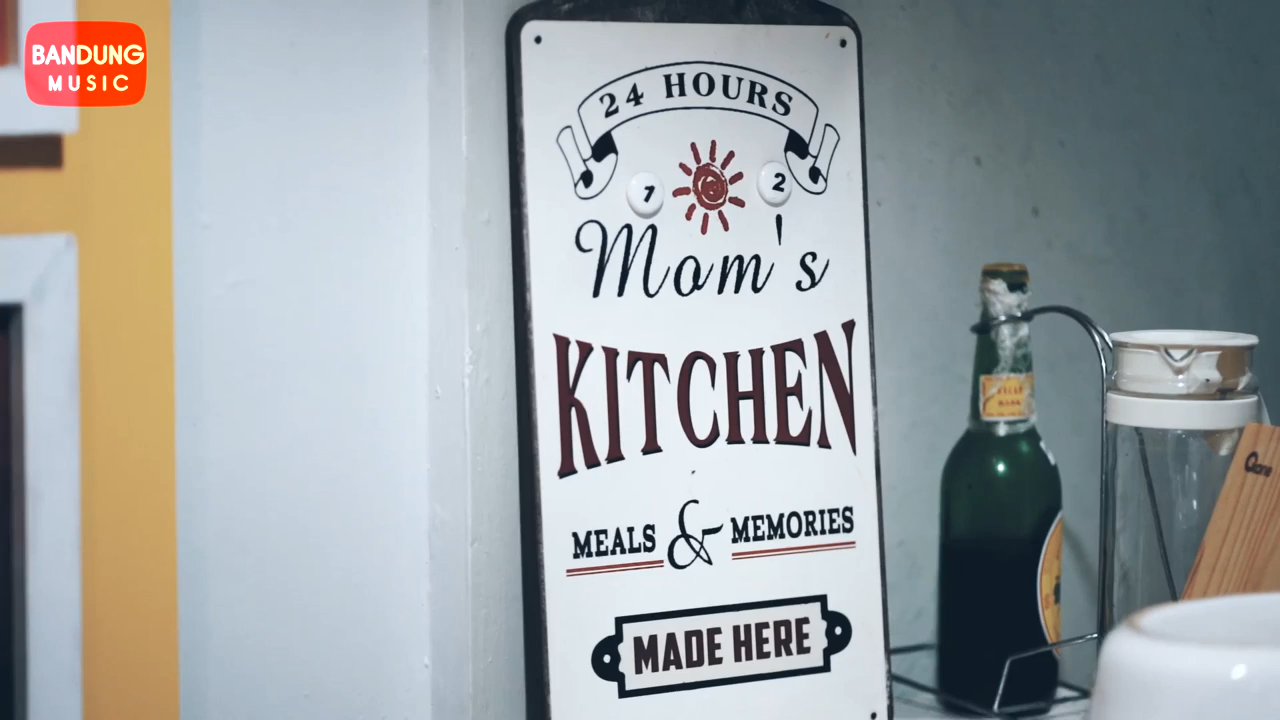 BANDUNG
MUSIC
24 HOURS
1 2
Mom's
KITCHEN
MEALS & MEMORIES
MADE HERE